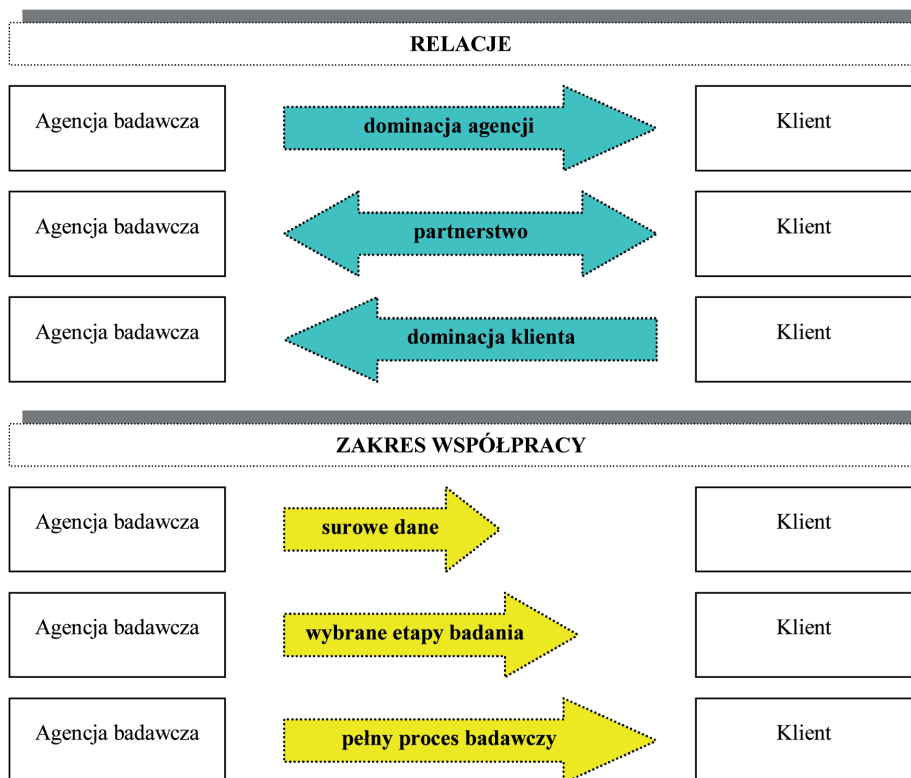 RELACJE
Agencja badawcza dominacja agencji Klient
Agencja badawcza partnerstwo Klient
Agencja badawcza dominacja klienta Klient
ZAKRES WSPÓŁPRACY
Agencja badawcza surowe dane Klient
Agencja badawcza wybrane etapy badania Klient
Agencja badawcza pełny proces badawczy Klient